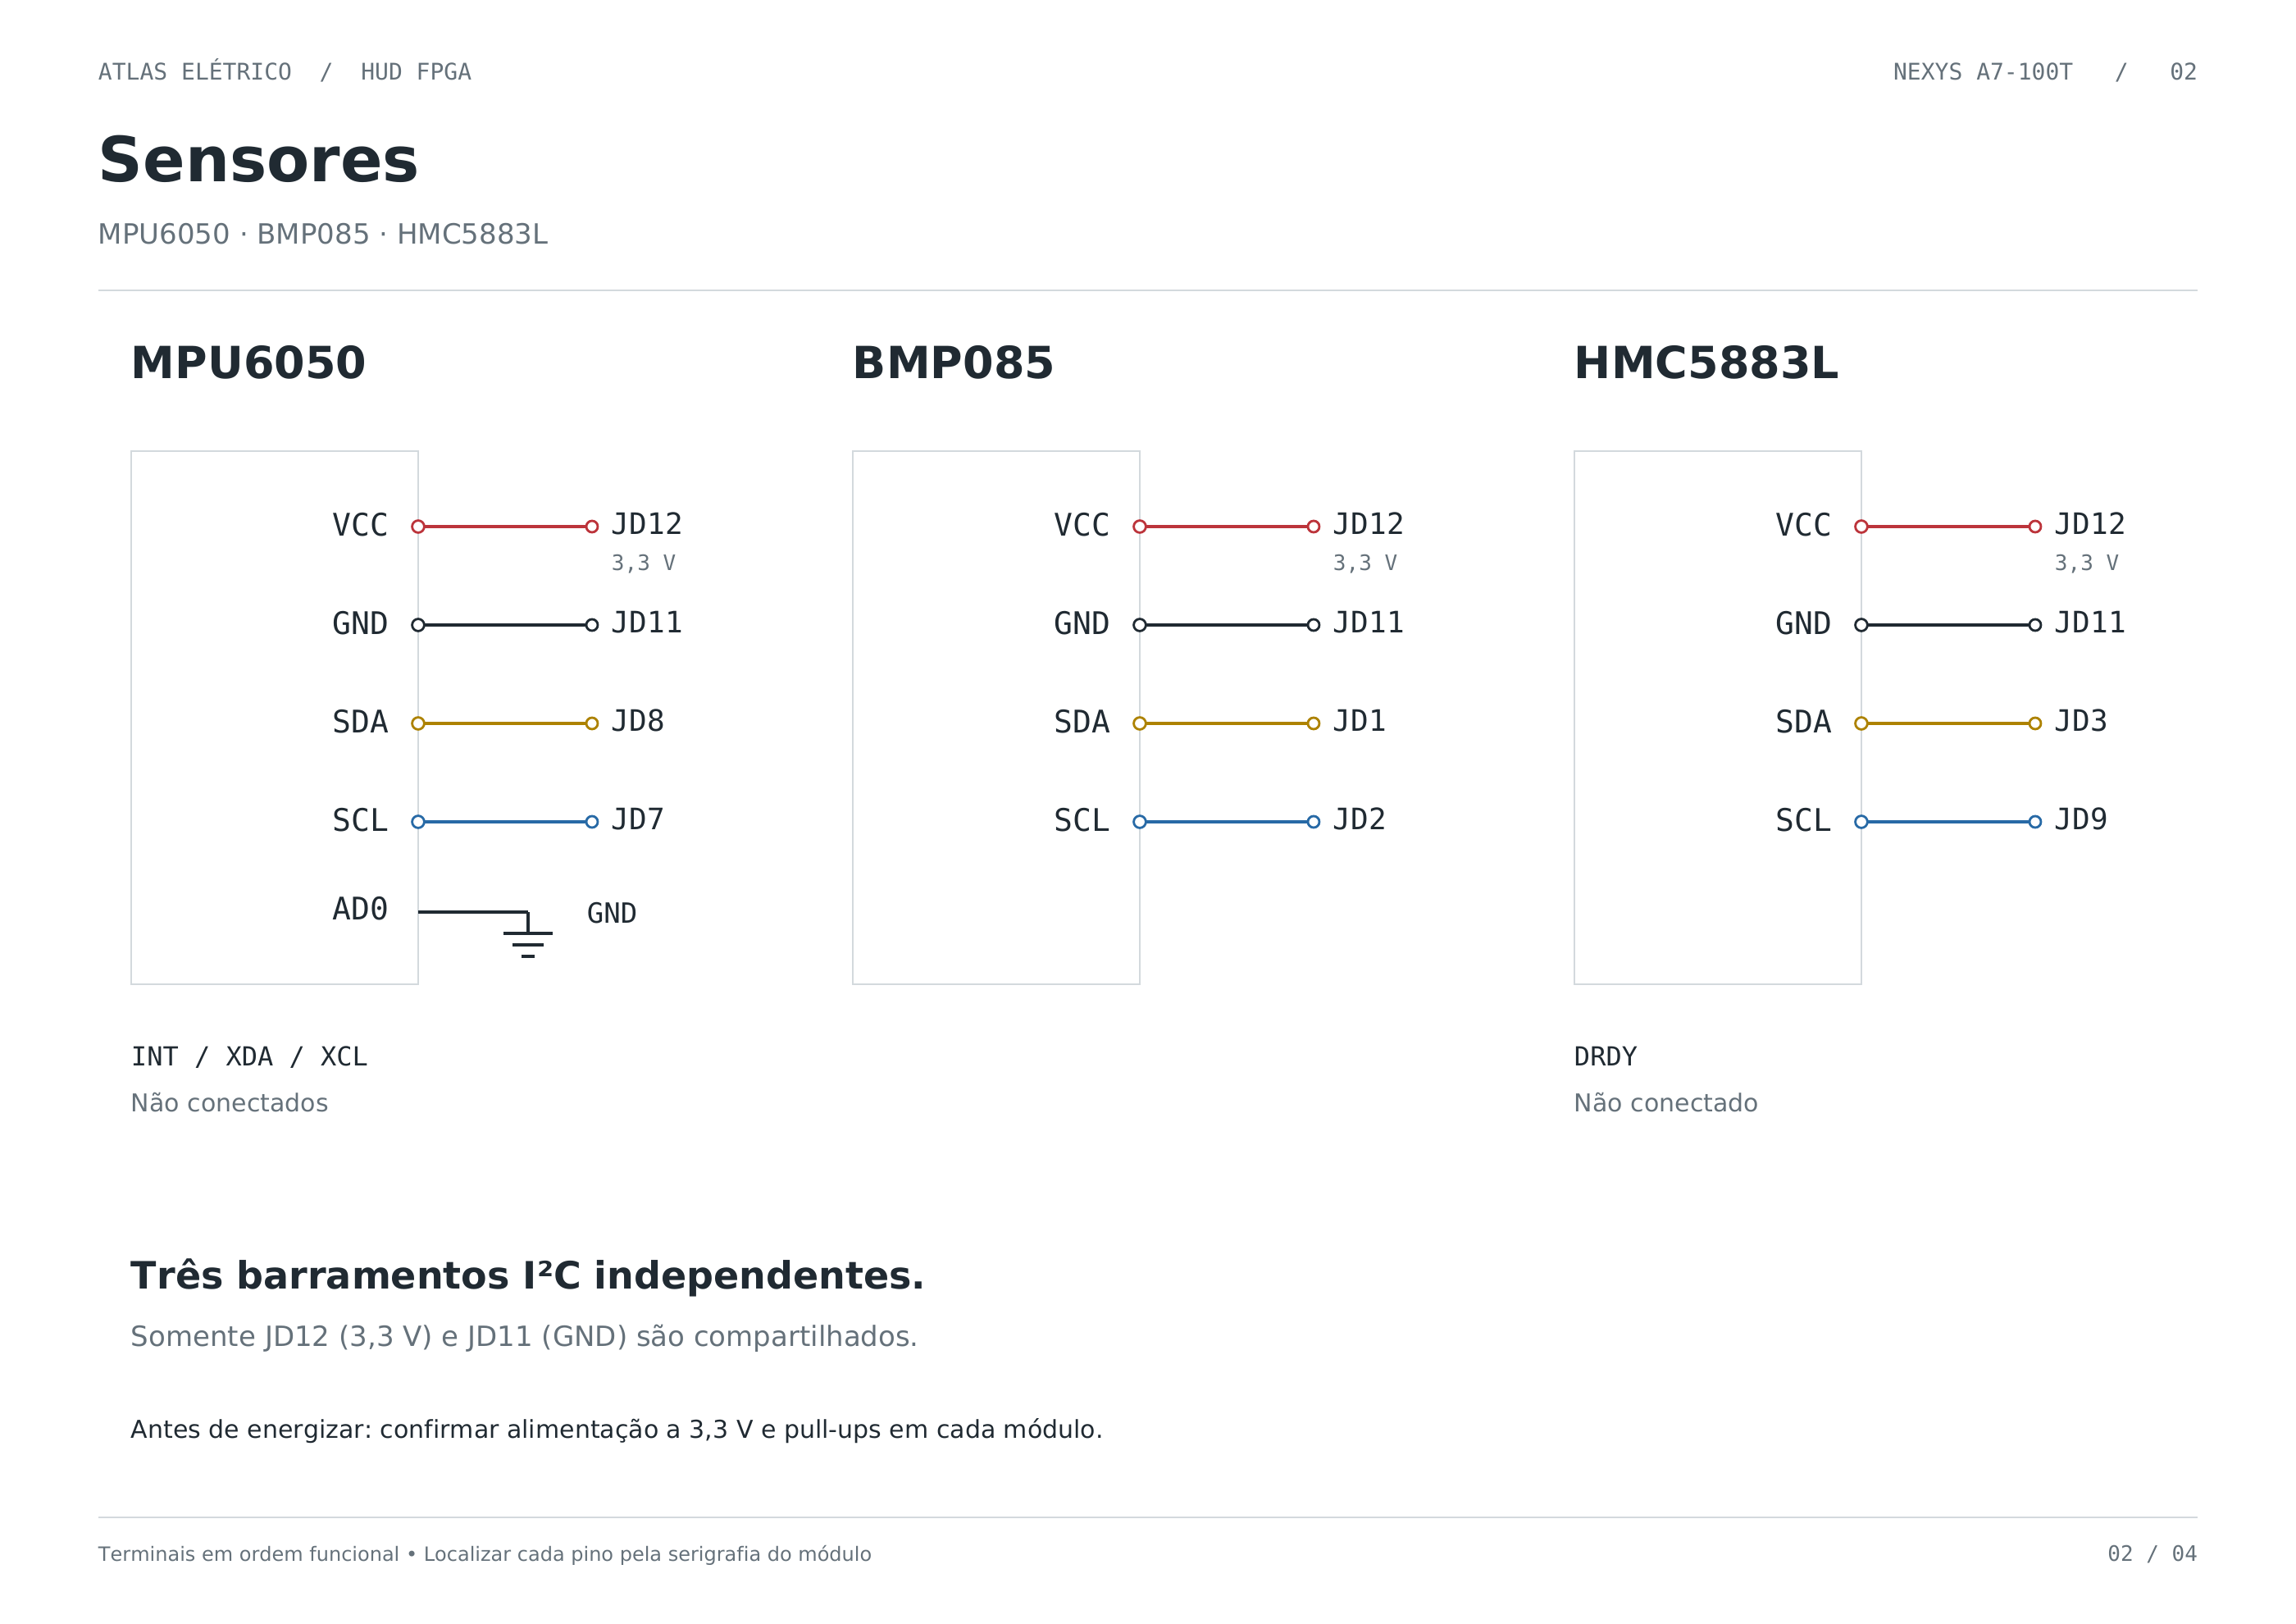 ATLAS ELÉTRICO / HUD FPGA
NEXYS A7-100T / 02
Sensores
MPU6050 · BMP085 · HMC5883L
MPU6050
VCC JD12
3,3 V
GND JD11
SDA JD8
SCL JD7
AD0 GND
INT / XDA / XCL
Não conectados
BMP085
VCC JD12
3,3 V
GND JD11
SDA JD1
SCL JD2
HMC5883L
VCC JD12
3,3 V
GND JD11
SDA JD3
SCL JD9
DRDY
Não conectado
Três barramentos I²C independentes.
Somente JD12 (3,3 V) e JD11 (GND) são compartilhados.
Antes de energizar: confirmar alimentação a 3,3 V e pull-ups em cada módulo.
Terminais em ordem funcional • Localizar cada pino pela serigrafia do módulo
02 / 04